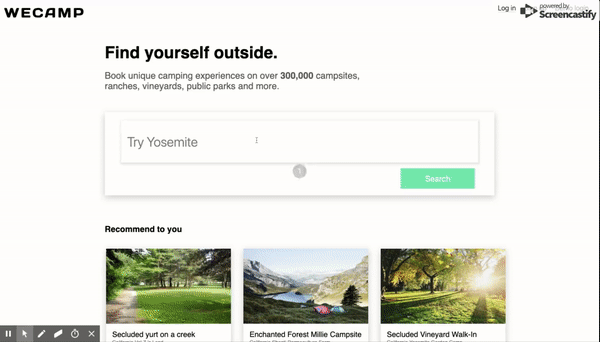 WECAMP
Log in
powered by
Screencastify
Find yourself outside.
Book unique camping experiences on over 300,000 campsites,
ranches, vineyards, public parks and more.
Try Yosemite
1
Search
Recommend to you
Secluded yurt on a creek
Enchanted Forest Millie Campsite
Secluded Vineyard Walk-In